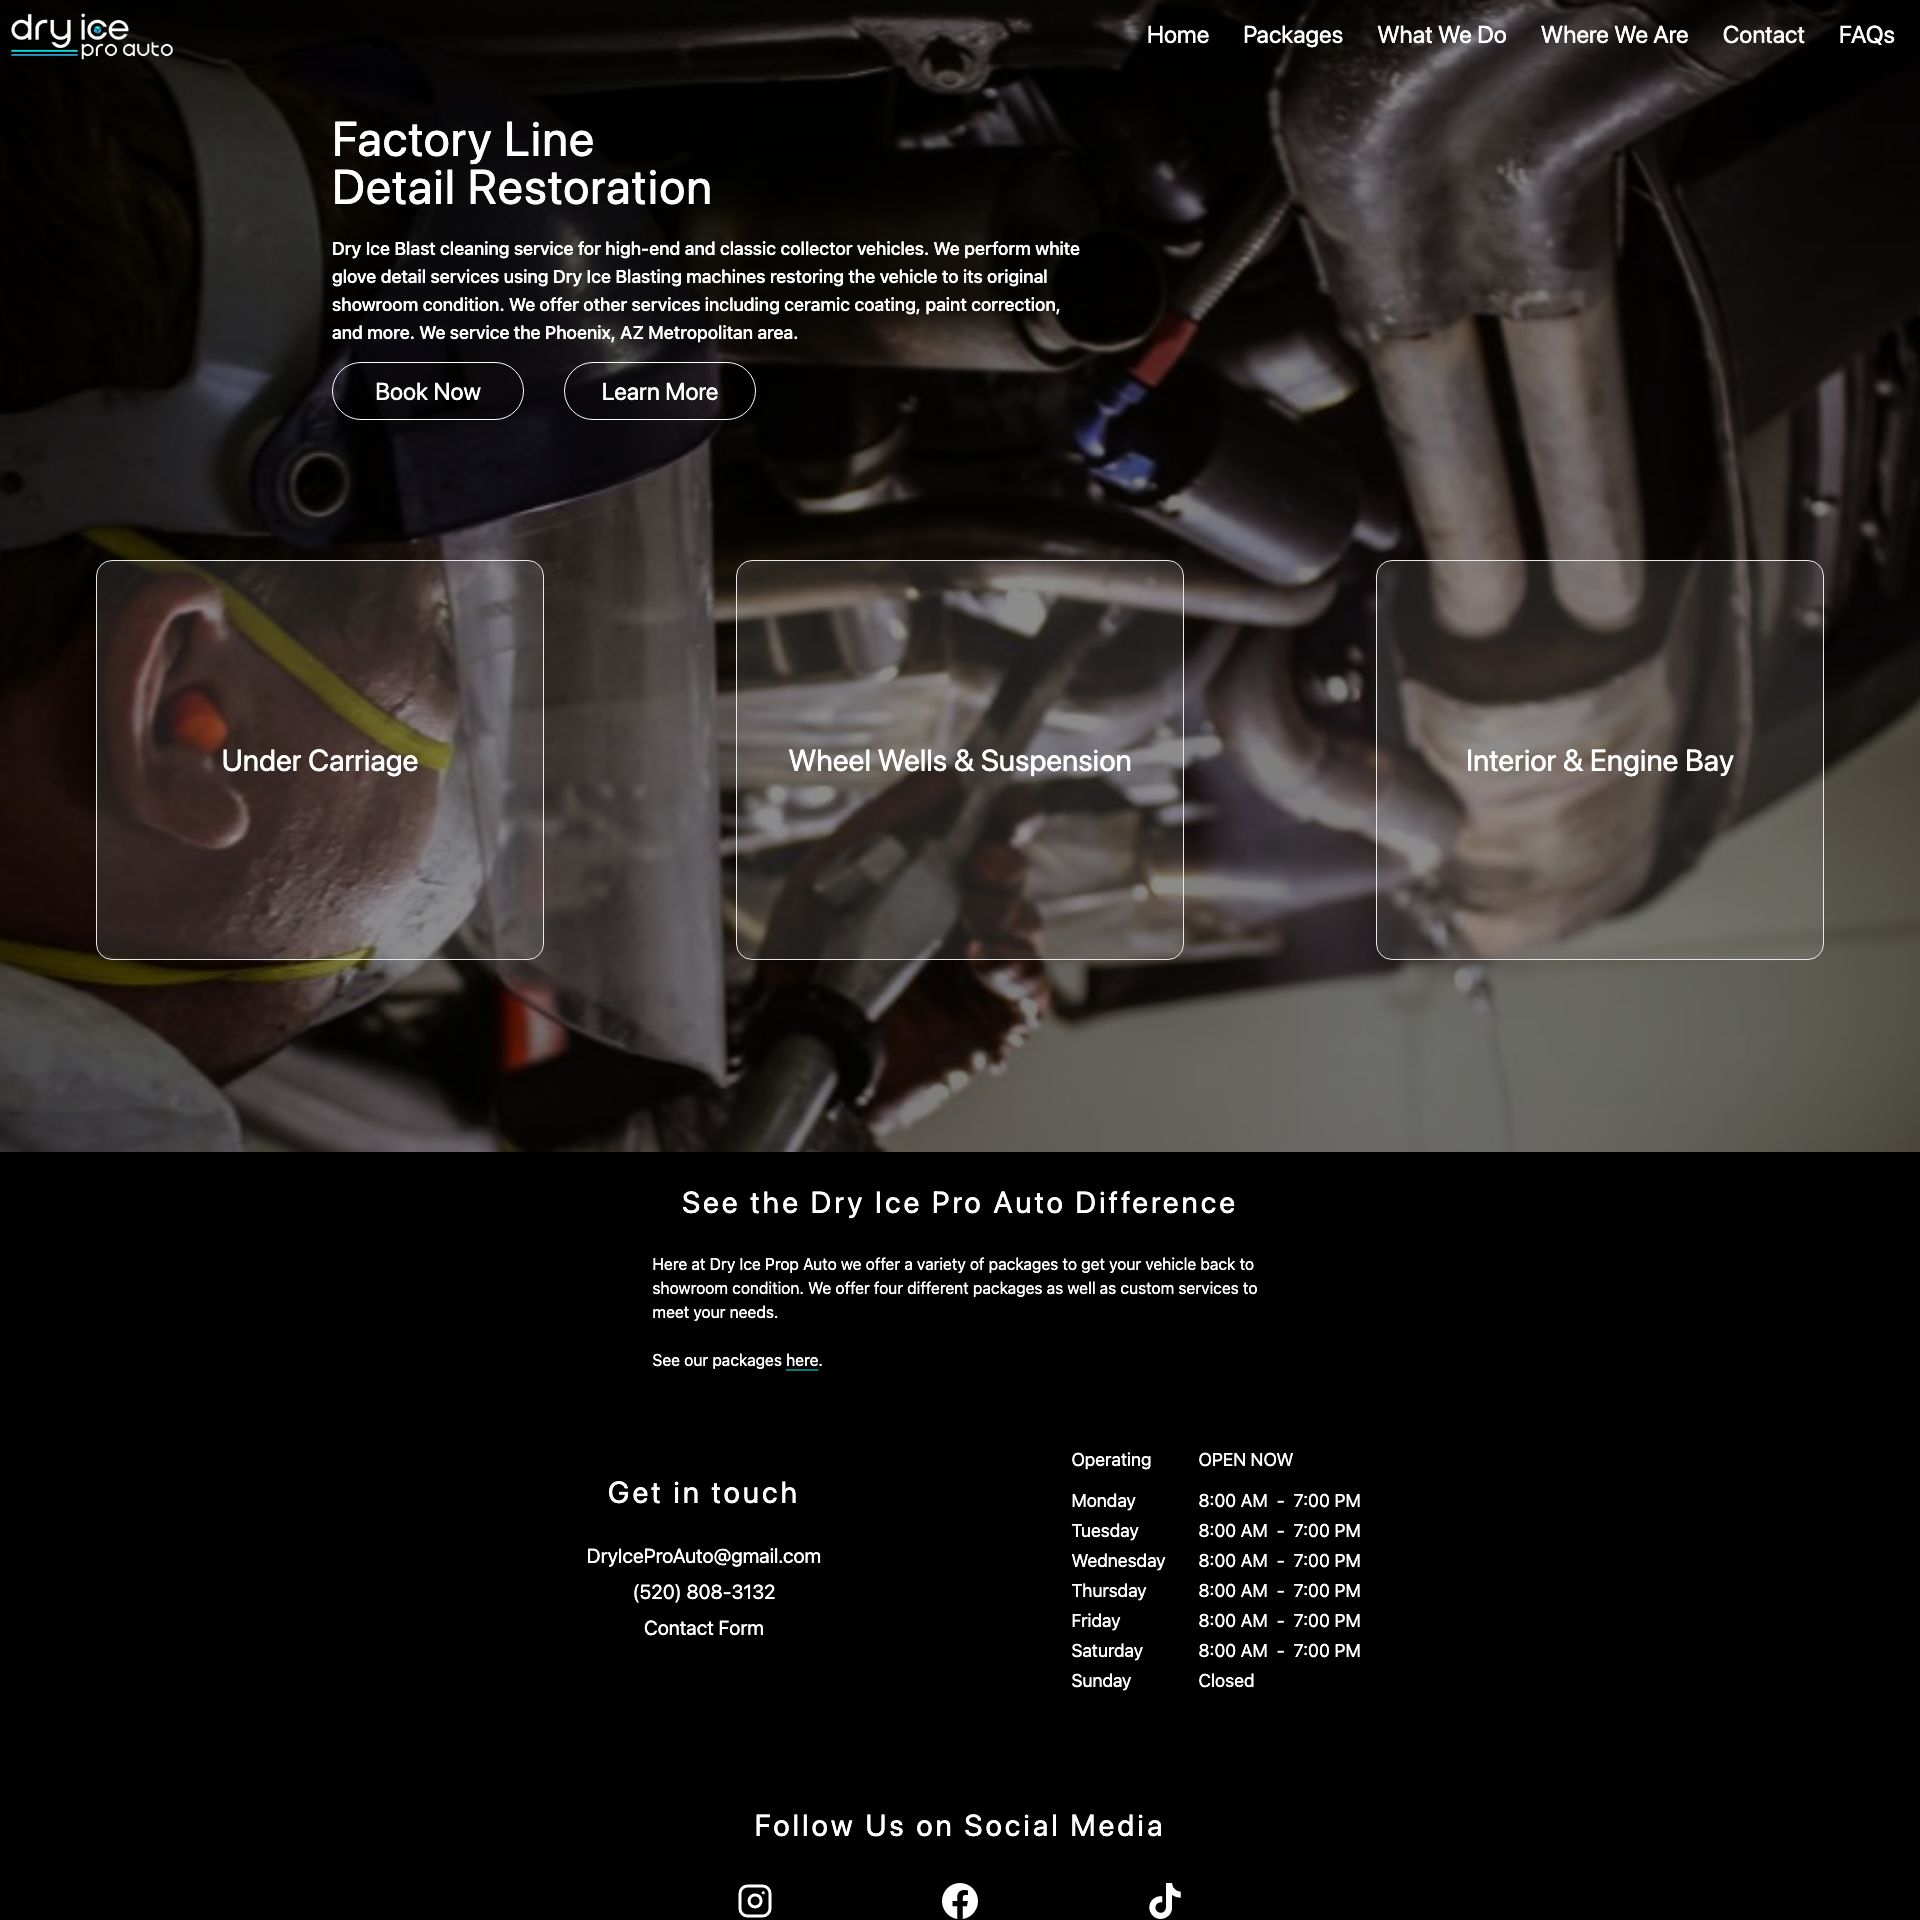 dry ice
pro auto
Home Packages What We Do Where We Are Contact FAQs
Factory Line
Detail Restoration
Dry Ice Blast cleaning service for high-end and classic collector vehicles. We perform white
glove detail services using Dry Ice Blasting machines restoring the vehicle to its original
showroom condition. We offer other services including ceramic coating, paint correction,
and more. We service the Phoenix, AZ Metropolitan area.
Book Now Learn More
Under Carriage
Wheel Wells & Suspension
Interior & Engine Bay
See the Dry Ice Pro Auto Difference
Here at Dry Ice Prop Auto we offer a variety of packages to get your vehicle back to
showroom condition. We offer four different packages as well as custom services to
meet your needs.
See our packages here.
Get in touch
DryIceProAuto@gmail.com
(520) 808-3132
Contact Form
Operating OPEN NOW
Monday 8:00 AM - 7:00 PM
Tuesday 8:00 AM - 7:00 PM
Wednesday 8:00 AM - 7:00 PM
Thursday 8:00 AM - 7:00 PM
Friday 8:00 AM - 7:00 PM
Saturday 8:00 AM - 7:00 PM
Sunday Closed
Follow Us on Social Media